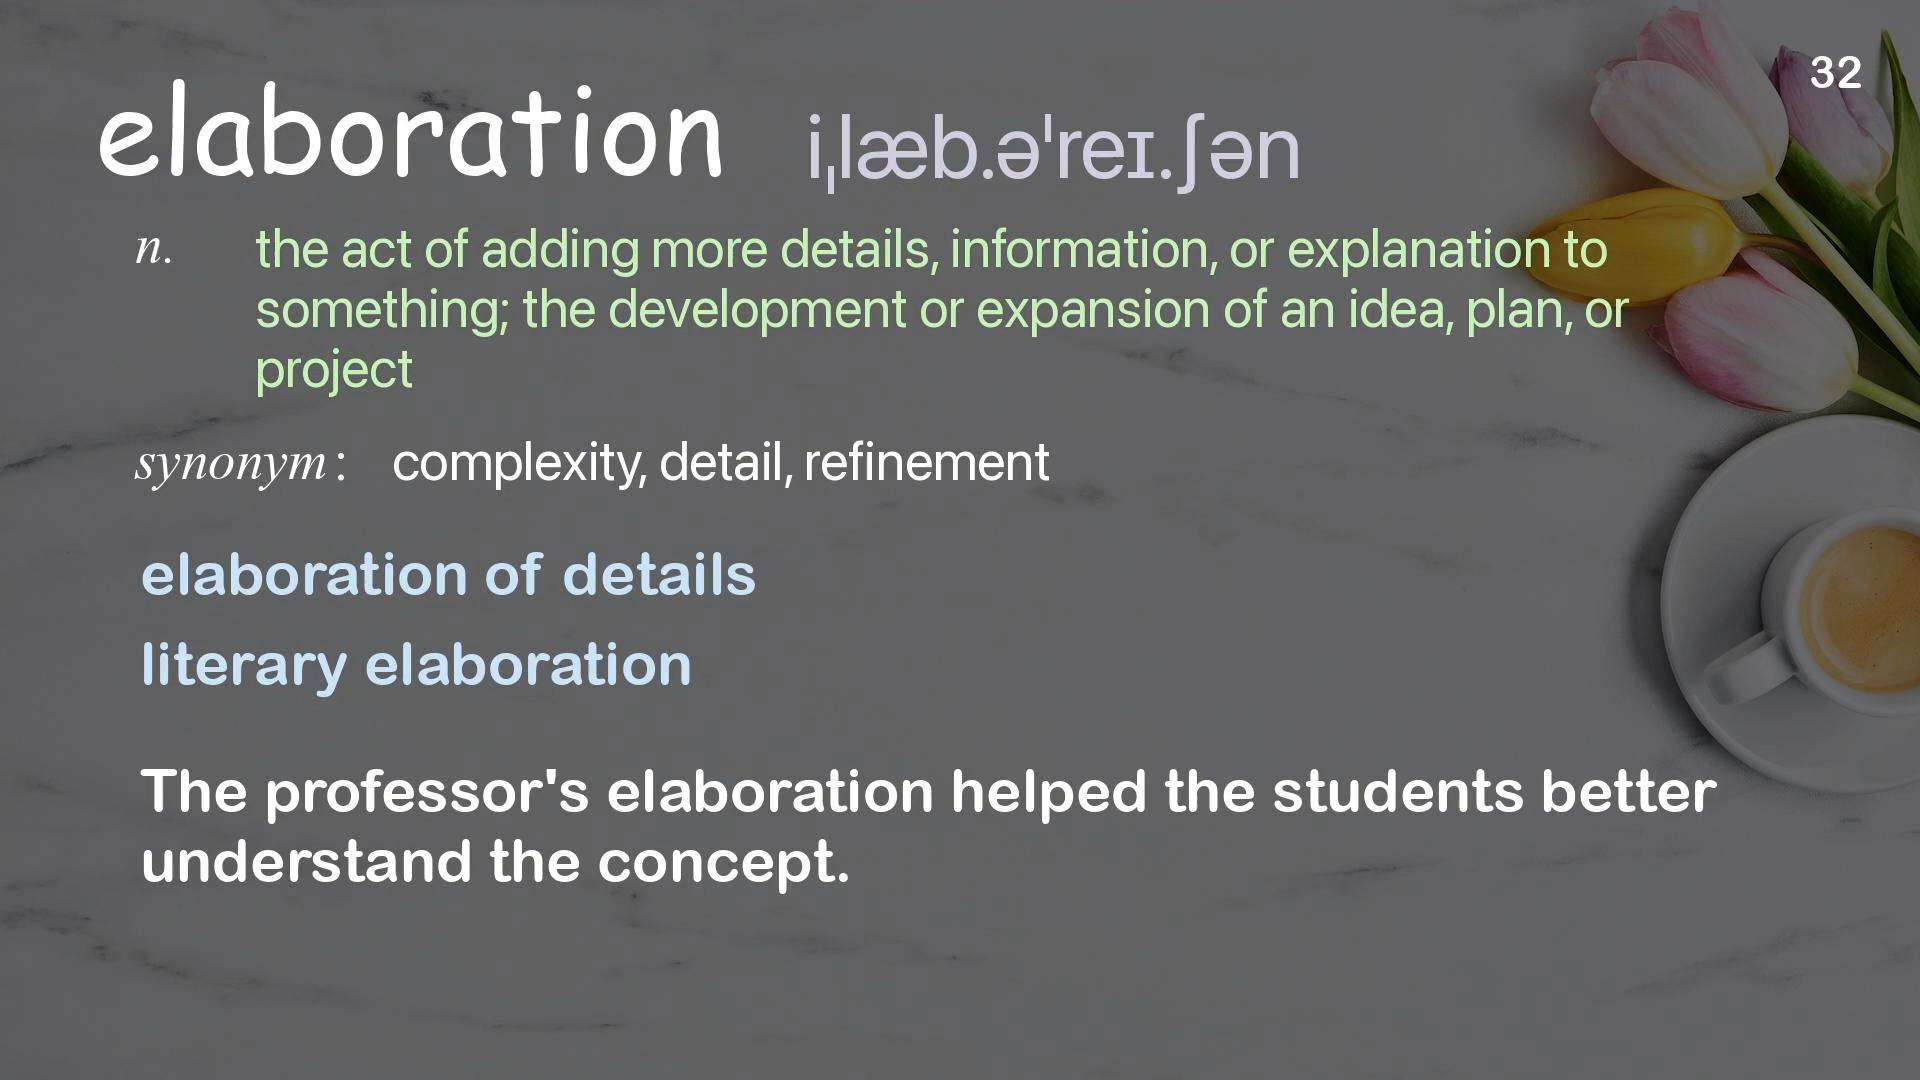 32
elaboration iˌlæb.əˈreɪ.ʃən
n. the act of adding more details, information, or explanation to
something; the development or expansion of an idea, plan, or
project
synonym: complexity, detail, refinement
elaboration of details
literary elaboration
The professor's elaboration helped the students better
understand the concept.